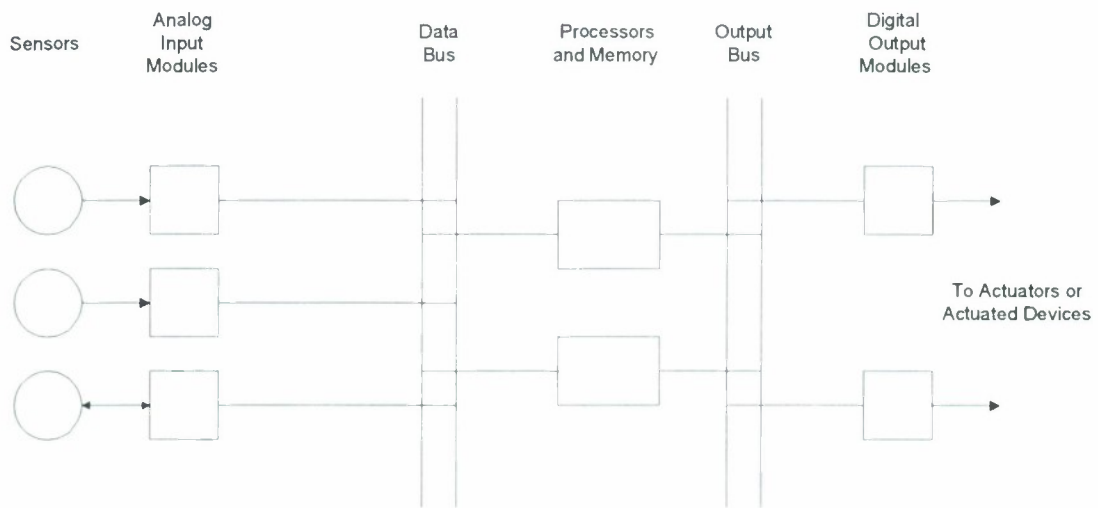 Sensors
Analog
Input
Modules
Data
Bus
Processors
and Memory
Output
Bus
Digital
Output
Modules
To Actuators or
Actuated Devices